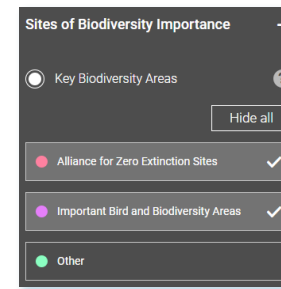 Sites of Biodiversity Importance
Key Biodiversity Areas
Hide all
Alliance for Zero Extinction Sites
Important Bird and Biodiversity Areas
Other